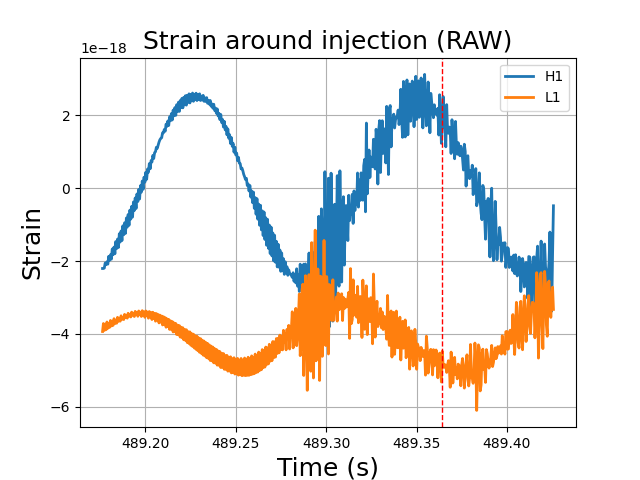 Strain around injection (RAW)
1e−18
H1
L1
2
0
−2
−4
−6
Strain
489.20 489.25 489.30 489.35 489.40
Time (s)